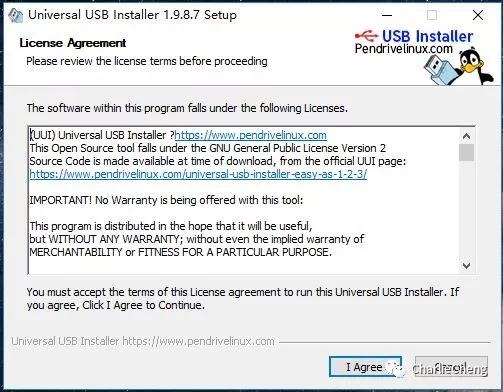 Universal USB Installer 1.9.8.7 Setup
License Agreement
Please review the license terms before proceeding
USB Installer
Pendrivelinux.com
The software within this program falls under the following Licenses.
(UUI) Universal USB Installer ?https://www.pendrivelinux.com
This Open Source tool falls under the GNU General Public License Version 2
Source Code is made available at time of download, from the official UUI page:
https://www.pendrivelinux.com/universal-usb-installer-easy-as-1-2-3/
IMPORTANT! No Warranty is being offered with this tool:
This program is distributed in the hope that it will be useful,
but WITHOUT ANY WARRANTY; without even the implied warranty of
MERCHANTABILITY or FITNESS FOR A PARTICULAR PURPOSE.
You must accept the terms of this License agreement to run this Universal USB Installer. If
you agree, Click I Agree to Continue.
Universal USB Installer https://www.pendrivelinux.com
I Agree